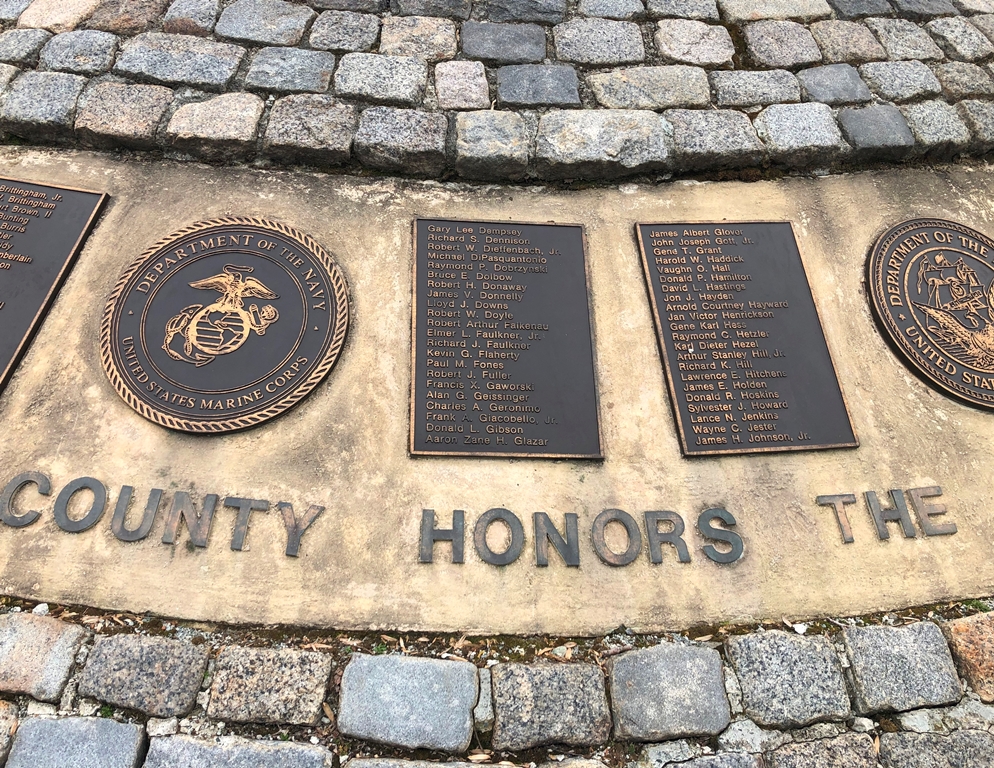 Brittingham, Jr.
Brittingham
Brown, II
Bunting
Burns
DEPARTMENT OF THE NAVY
UNITED STATES MARINE CORPS
Gary Lee Dempsey
Richard S. Dennison
Robert W. Dieffenbach, Jr.
Michael DiPasquantonio
Raymond P. Dobrzynski
Bruce E. Dolbow
Robert H. Donaway
James V. Donnelly
Lloyd J. Downs
Robert W. Doyle
Robert Arthur Falkenau
Elmer L. Faulkner, Jr.
Richard J. Faulkner
Kevin G. Flaherty
Paul M. Fones
Robert J. Fuller
Francis X. Gaworski
Alan G. Geissinger
Charles A. Geronimo
Frank A. Giacobello, Jr.
Donald L. Gibson
Aaron Zane H. Glazar
James Albert Glover
John Joseph Gott, Jr.
Gene T. Grant
Harold W. Haddick
Vaughn O. Hall
Donald P. Hamilton
David L. Hastings
Jon J. Hayden
Arnold Courtney Hayward
Jan Victor Henrickson
Gene Karl Hess
Raymond C. Hetzler
Karl Dieter Hezel
Arthur Stanley Hill, Jr.
Richard K. Hill
Lawrence E. Hitchens
James E. Holden
Donald R. Hoskins
Sylvester J. Howard
Lance N. Jenkins
Wayne C. Jester
James H. Johnson, Jr.
DEPARTMENT OF THE
UNITED STATES
COUNTY HONORS THE